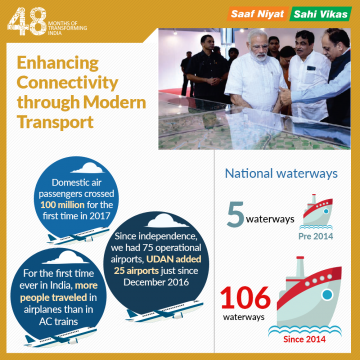 48 MONTHS OF
TRANSFORMING
INDIA
Saaf Niyat Sahi Vikas
Enhancing
Connectivity
through Modern
Transport
Domestic air
passengers crossed
100 million for the
first time in 2017
Since independence,
we had 75 operational
airports, UDAN added
25 airports just since
December 2016
For the first time
ever in India, more
people traveled in
airplanes than in
AC trains
National waterways
5 waterways
Pre 2014
106
waterways
Since 2014